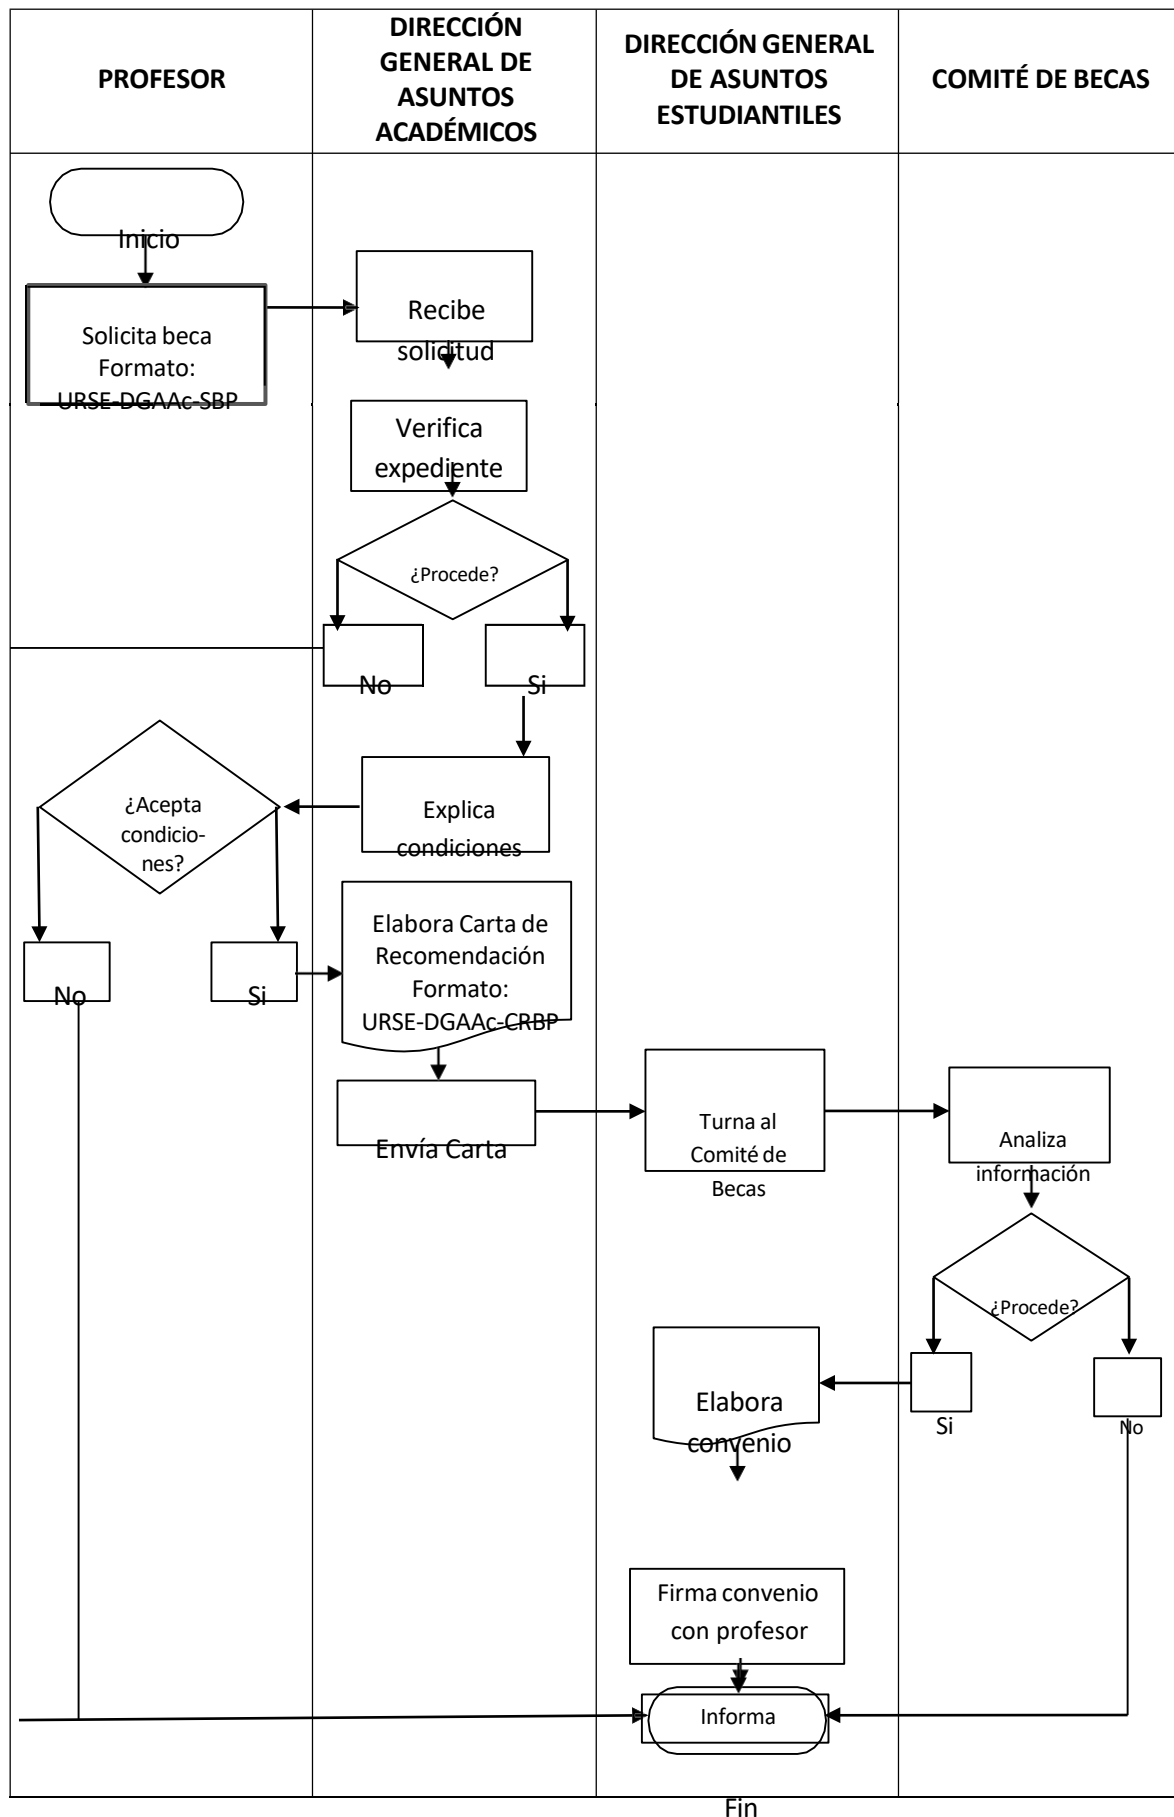 PROFESOR
DIRECCIÓN
GENERAL DE
ASUNTOS
ACADÉMICOS
DIRECCIÓN GENERAL
DE ASUNTOS
ESTUDIANTILES
COMITÉ DE BECAS
Inicio
Solicita beca
Formato:
URSE-DGAAc-SBP
Recibe
solicitud
Verifica
expediente
¿Procede?
No
Si
Explica
condiciones
¿Acepta
condicio-
nes?
No
Si
Elabora Carta de
Recomendación
Formato:
URSE-DGAAc-CRBP
Envía Carta
Turna al
Comité de
Becas
Analiza
información
¿Procede?
Si
No
Elabora
convenio
Firma convenio
con profesor
Informa
Fin